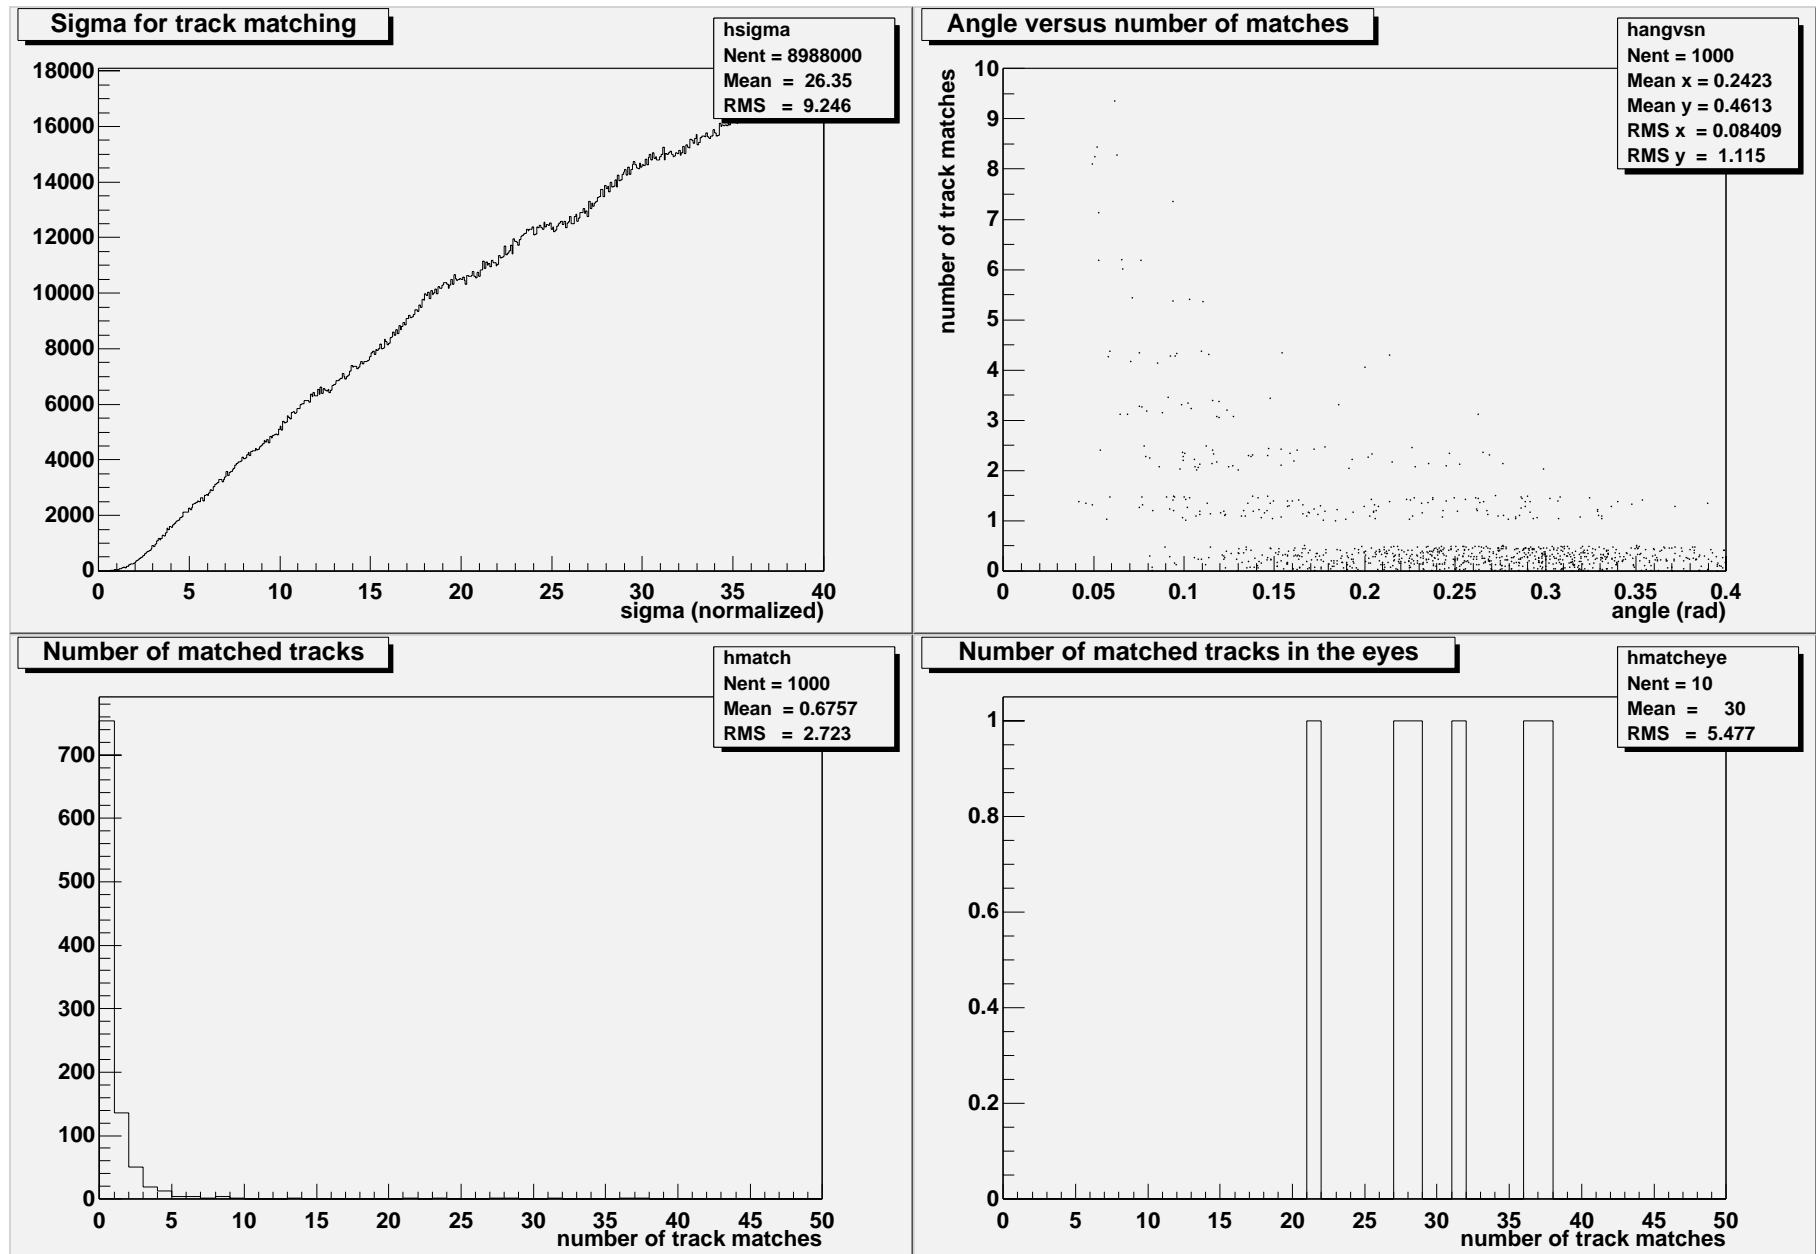 Sigma for track matching
hsigma
Nent = 8988000
Mean = 26.35
RMS = 9.246
18000
16000
14000
12000
10000
8000
6000
4000
2000
0
0 5 10 15 20 25 30 35 40
sigma (normalized)
Angle versus number of matches
hangvsn
Nent = 1000
Mean x = 0.2423
Mean y = 0.4613
RMS x = 0.08409
RMS y = 1.115
number of track matches
10
9
8
7
6
5
4
3
2
1
0
0 0.05 0.1 0.15 0.2 0.25 0.3 0.35 0.4
angle (rad)
Number of matched tracks
hmatch
Nent = 1000
Mean = 0.6757
RMS = 2.723
700
600
500
400
300
200
100
0
0 5 10 15 20 25 30 35 40 45 50
number of track matches
Number of matched tracks in the eyes
hmatcheye
Nent = 10
Mean = 30
RMS = 5.477
1
0.8
0.6
0.4
0.2
0
0 5 10 15 20 25 30 35 40 45 50
number of track matches